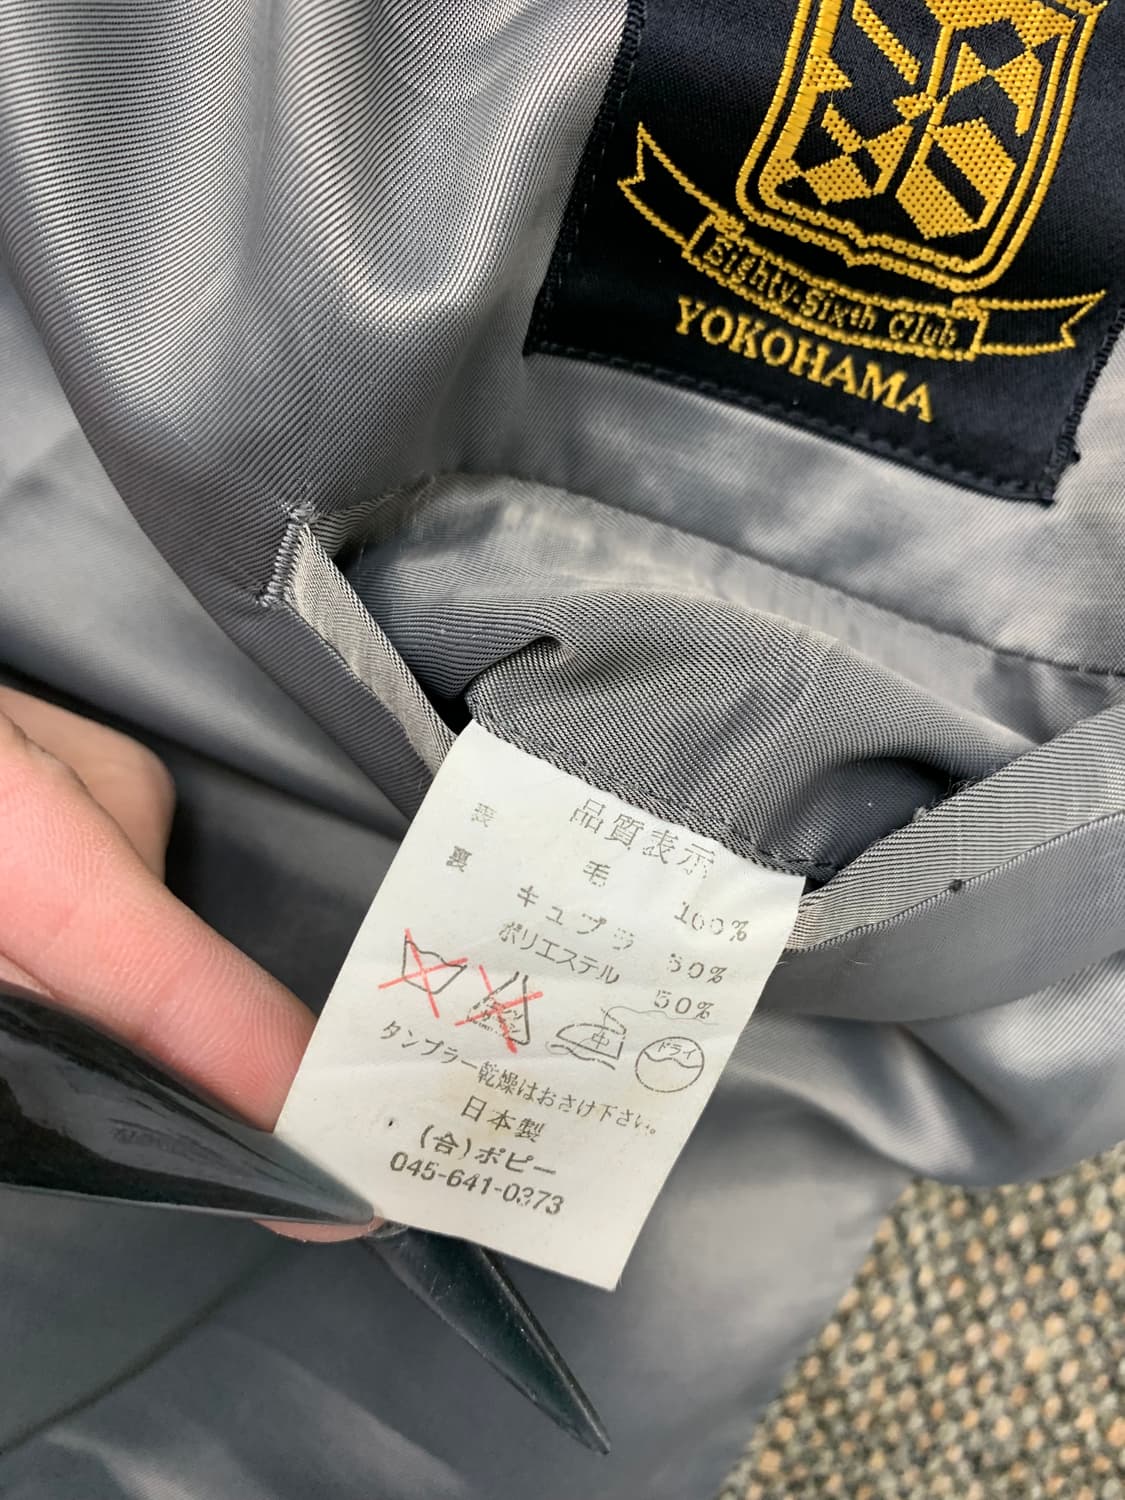 Eighty-sixth Club
YOKOHAMA
品質表示
表 毛 100%
裏 キュプラ 50%
ポリエステル 50%
中
ドライ
タンブラー乾燥はおさけ下さい。
日本製
(合)ポピー
045-641-0373